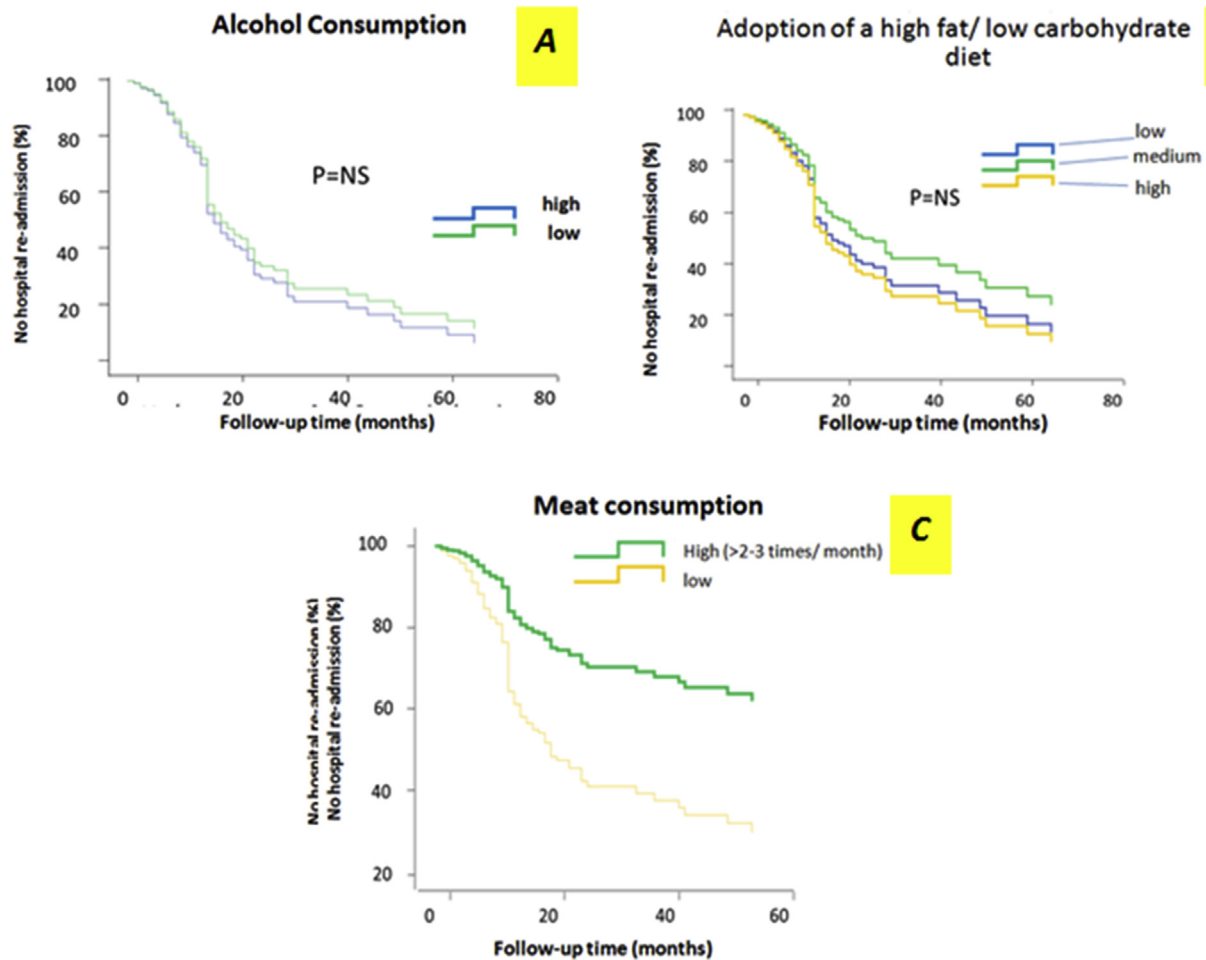 Alcohol Consumption
A
No hospital re-admission (%)
100
80
60
40
20
P=NS
high
low
0 20 40 60 80
Follow-up time (months)
Adoption of a high fat/ low carbohydrate
diet
No hospital re-admission (%)
100
80
60
40
20
P=NS
low
medium
high
0 20 40 60 80
Follow-up time (months)
Meat consumption
C
No hospital re-admission (%)
No hospital re-admission (%)
100
80
60
40
20
High (>2-3 times/ month)
low
0 20 40 60
Follow-up time (months)